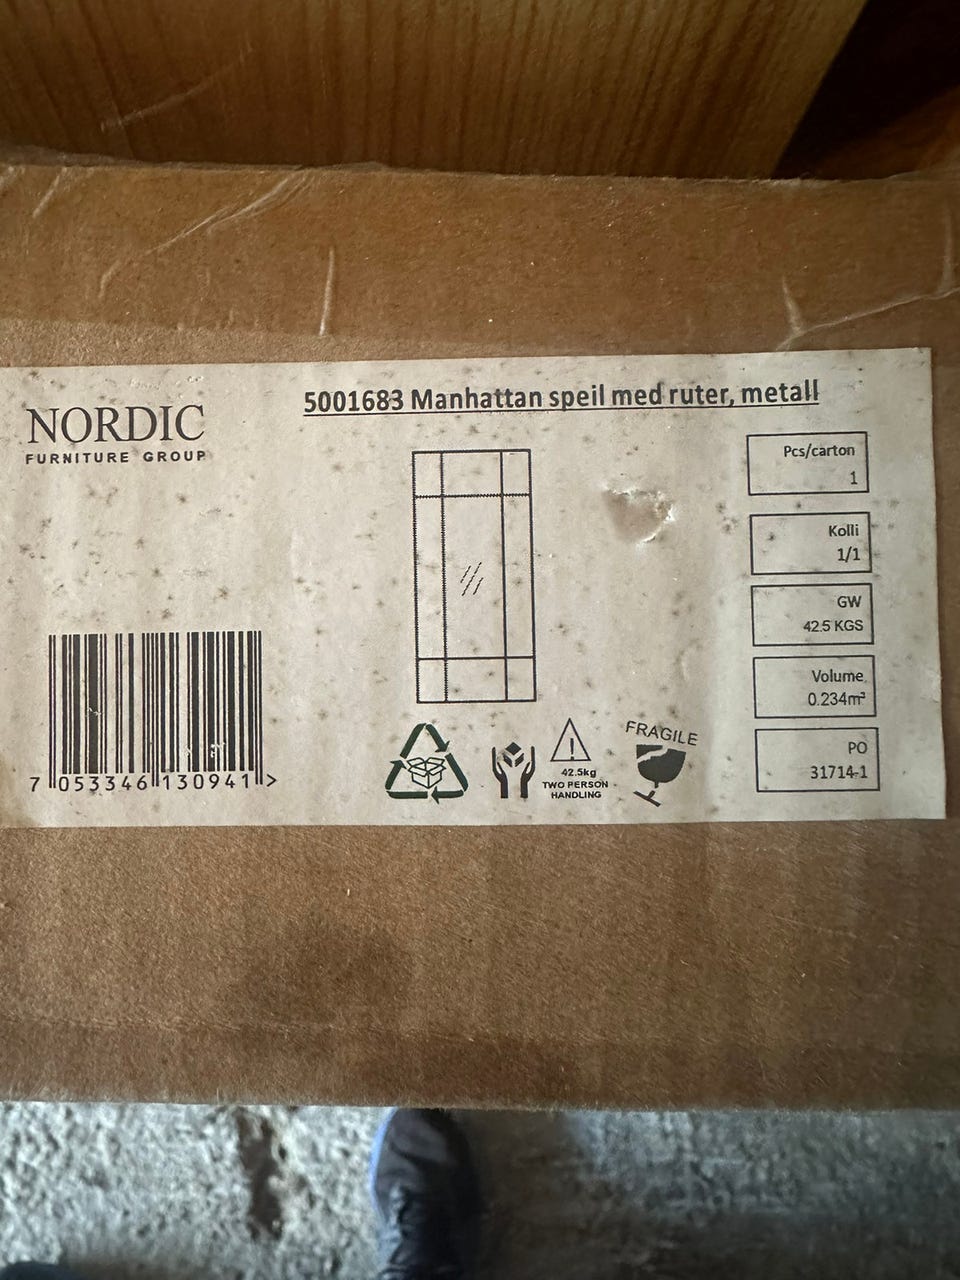 5001683 Manhattan speil med ruter, metall
NORDIC
FURNITURE GROUP
Pcs/carton
1
Kolli
1/1
GW
42.5 KGS
Volume
0.234m³
PO
31714-1
7 053346 130941 >
42.5kg
TWO PERSON
HANDLING
FRAGILE